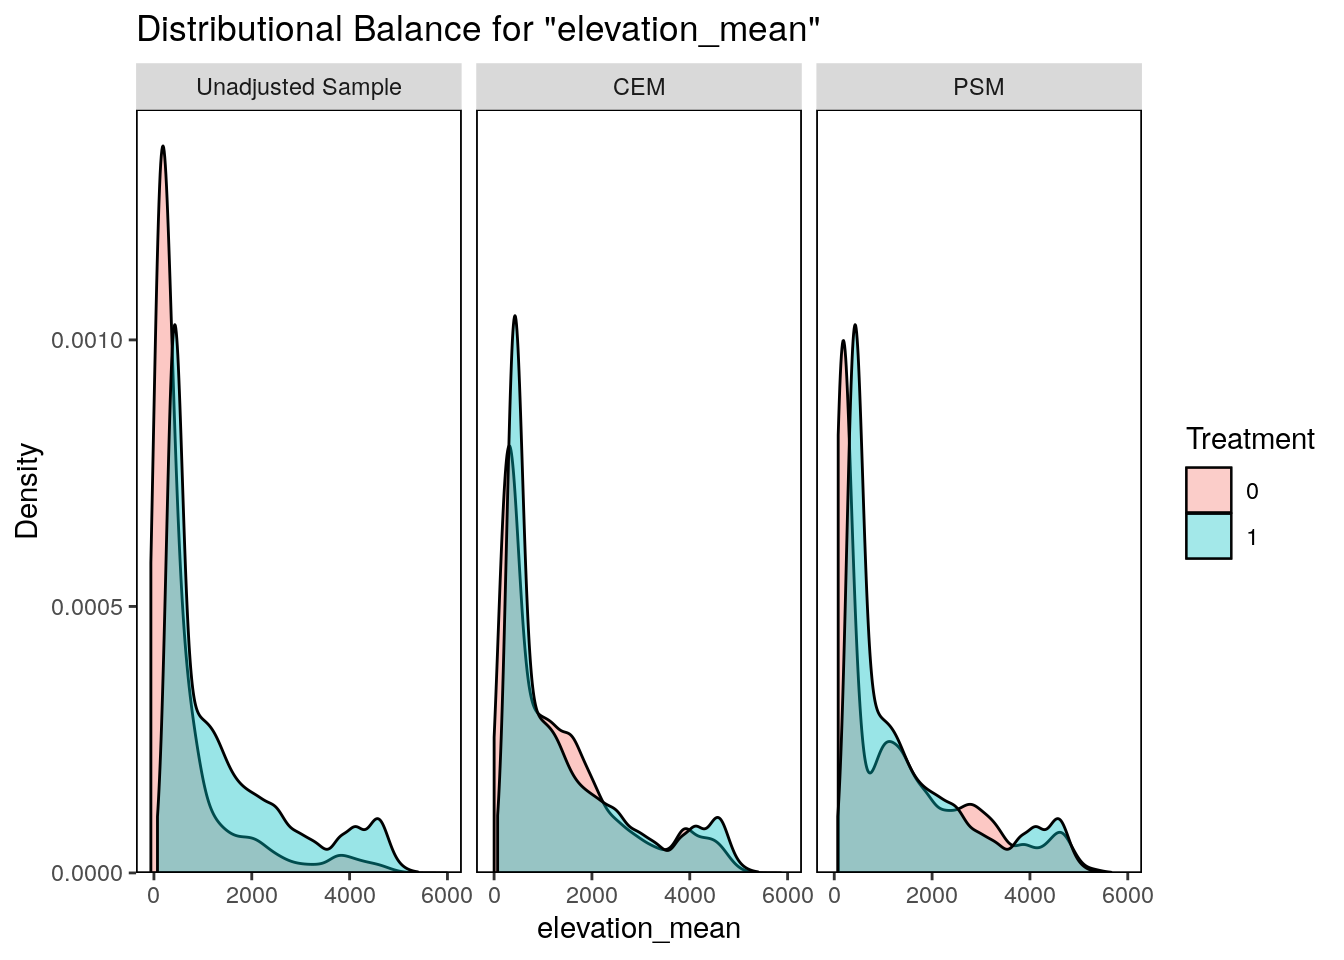 Distributional Balance for "elevation_mean"
Unadjusted Sample
CEM
PSM
0.0010
0.0005
0.0000
Density
0 2000 4000 6000
0 2000 4000 6000
0 2000 4000 6000
elevation_mean
Treatment
0
1